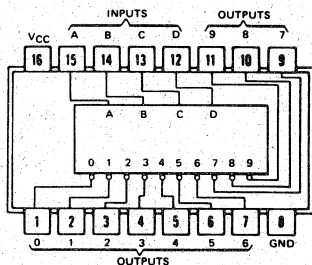 INPUTS OUTPUTS
VCC A B C D 9 8 7
16 15 14 13 12 11 10 9
A B C D
0 1 2 3 4 5 6 7 8 9
1 2 3 4 5 6 7 8
0 1 2 3 4 5 6 GND
OUTPUTS